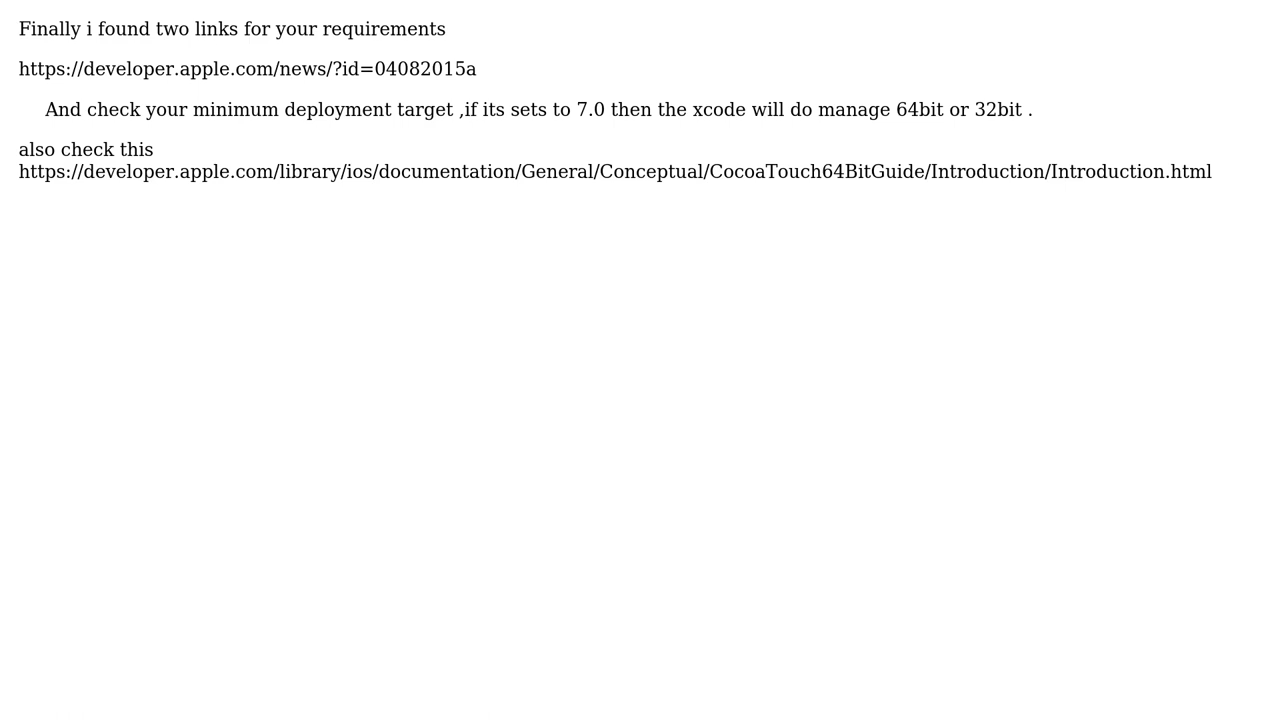 Finally i found two links for your requirements
https://developer.apple.com/news/?id=04082015a
And check your minimum deployment target ,if its sets to 7.0 then the xcode will do manage 64bit or 32bit .
also check this
https://developer.apple.com/library/ios/documentation/General/Conceptual/CocoaTouch64BitGuide/Introduction/Introduction.html